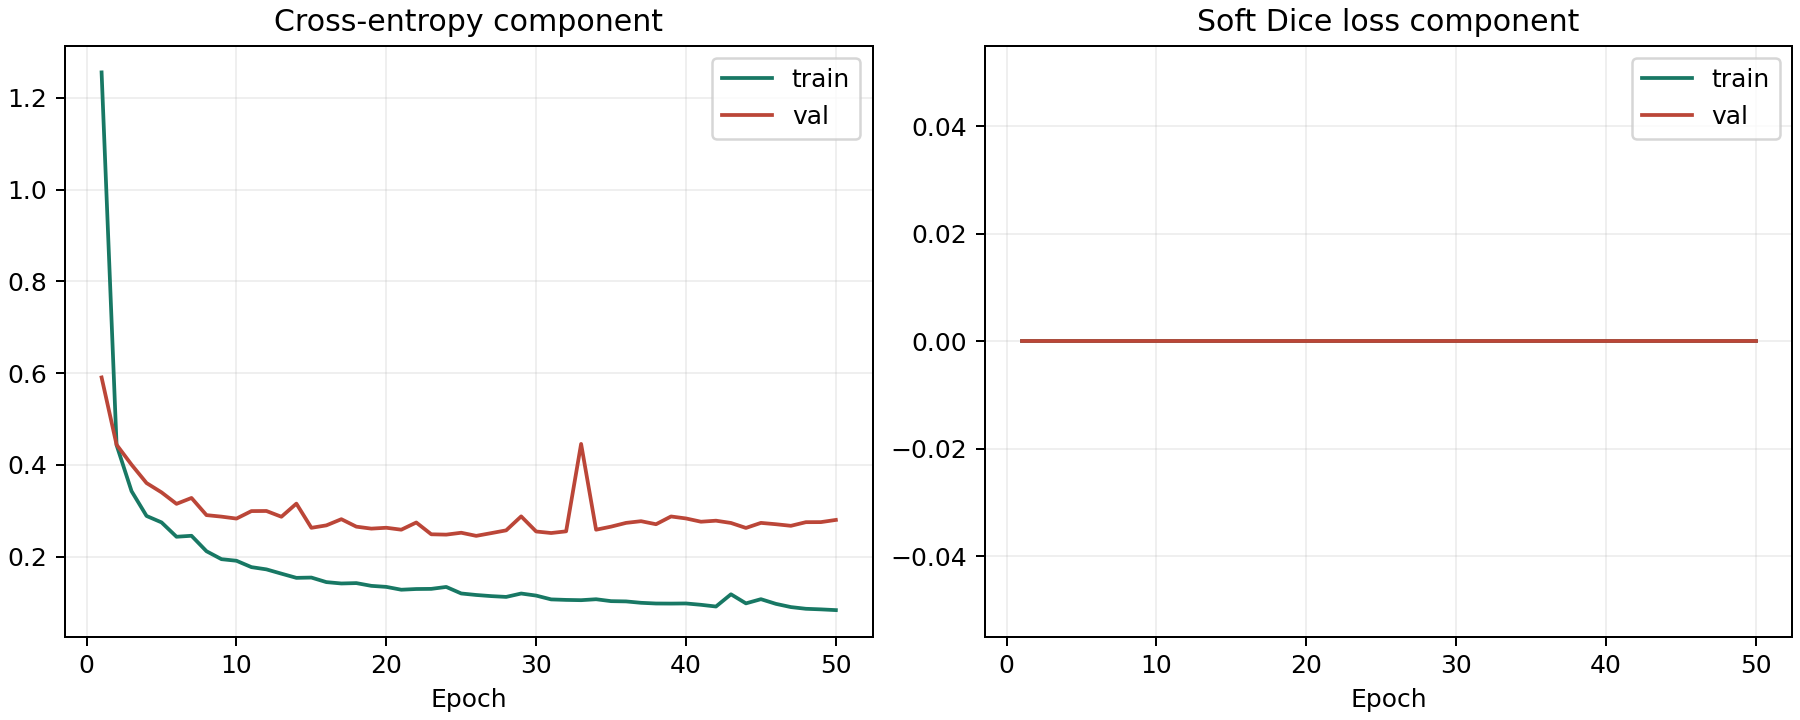 Cross-entropy component
train
val
1.2
1.0
0.8
0.6
0.4
0.2
0 10 20 30 40 50
Epoch
Soft Dice loss component
train
val
0.04
0.02
0.00
−0.02
−0.04
0 10 20 30 40 50
Epoch